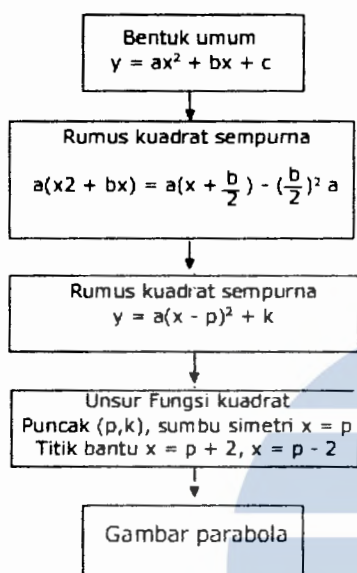 Bentuk umum
y = ax² + bx + c
Rumus kuadrat sempurna
a(x2 + bx) = a(x + b/2 ) - (b/2)² a
Rumus kuadrat sempurna
y = a(x - p)² + k
Unsur Fungsi kuadrat
Puncak (p,k), sumbu simetri x = p
Titik bantu x = p + 2, x = p - 2
Gambar parabola